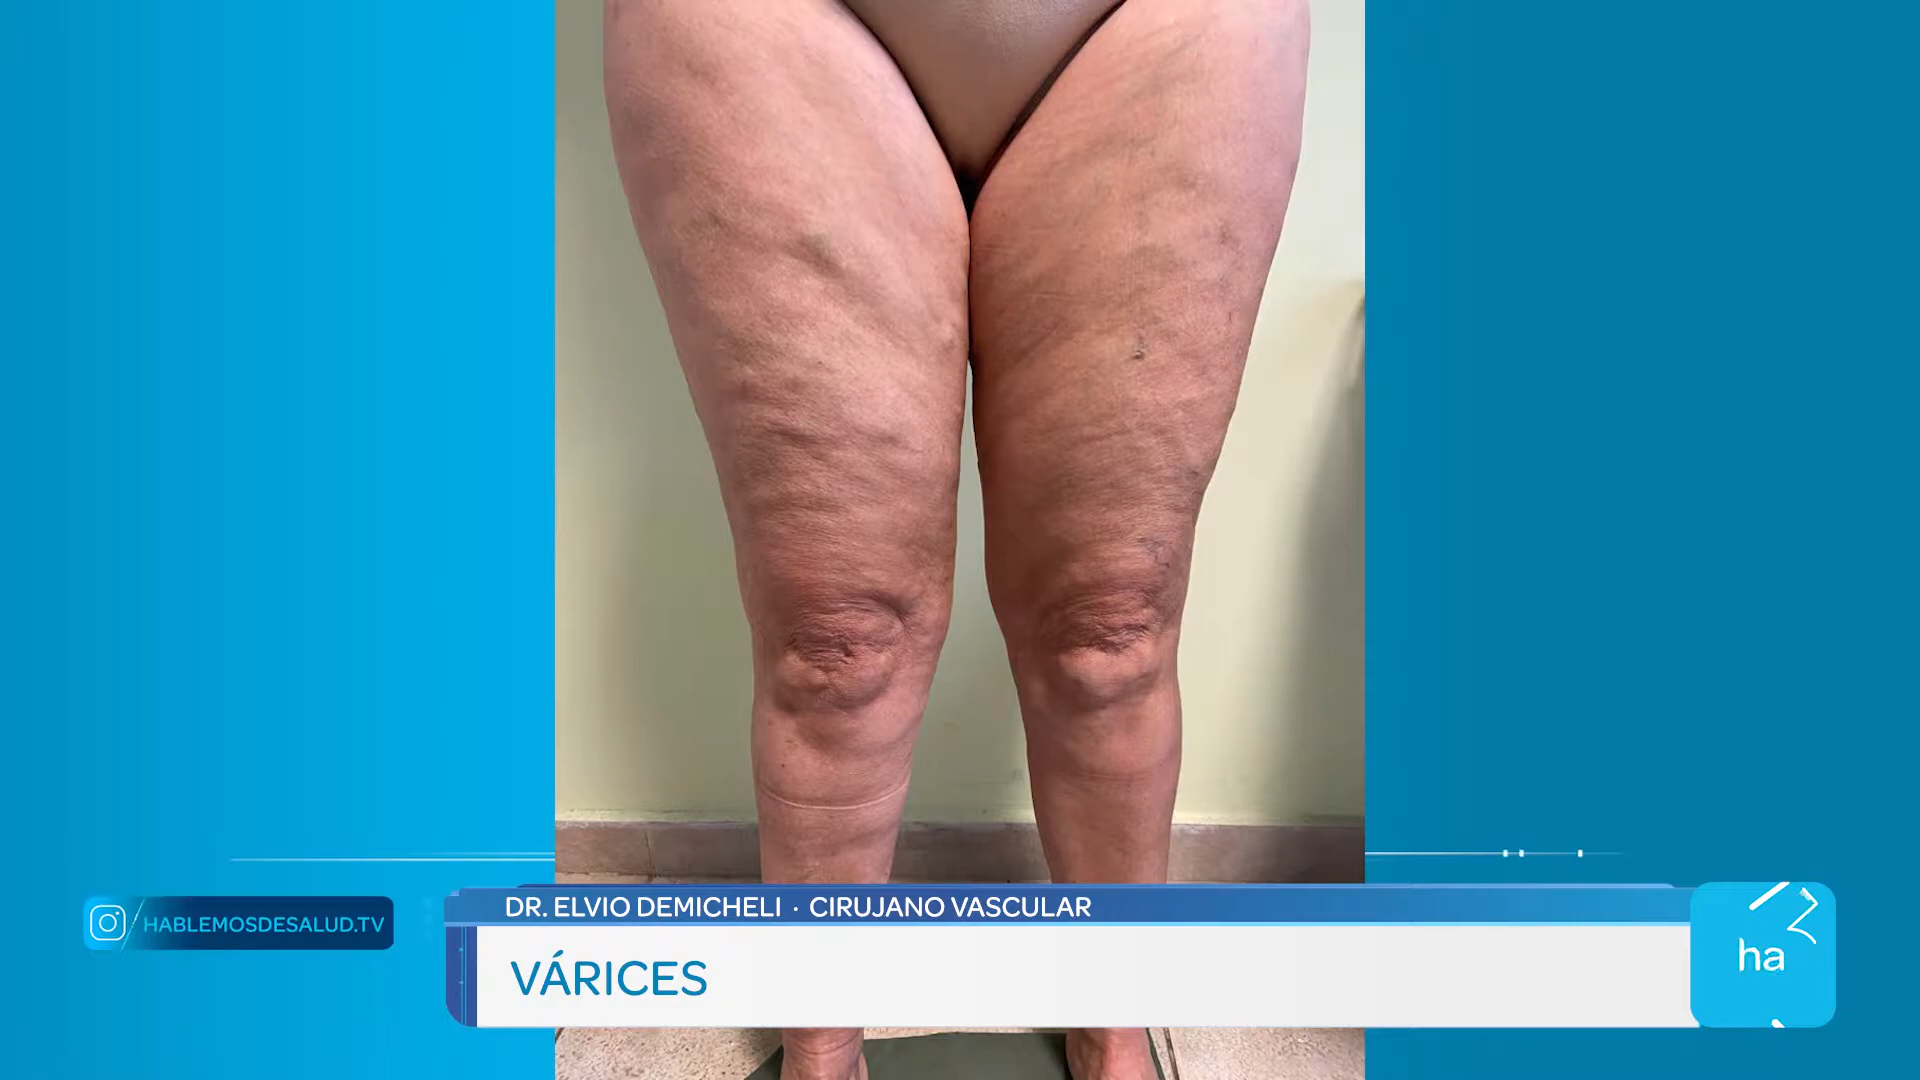 HABLEMOSDESALUD.TV
DR. ELVIO DEMICHELI · CIRUJANO VASCULAR
VÁRICES
ha